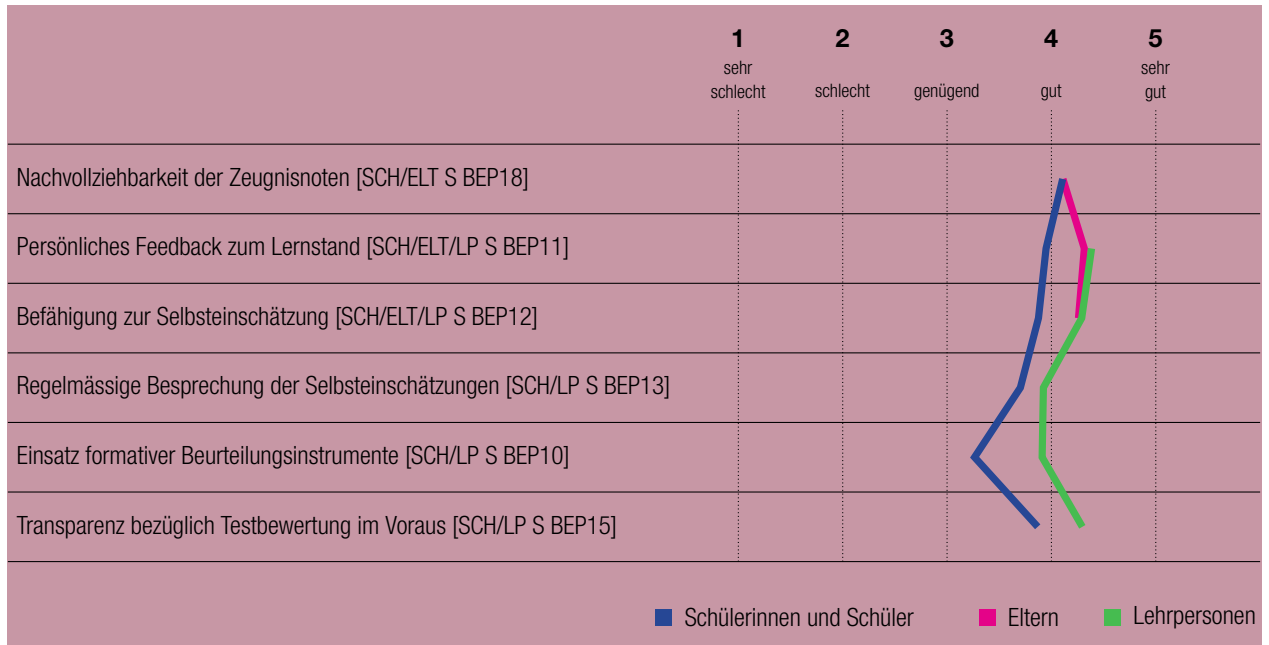 1 2 3 4 5
sehr schlecht schlecht genügend gut sehr gut
Nachvollziehbarkeit der Zeugnisnoten [SCH/ELT S BEP18]
Persönliches Feedback zum Lernstand [SCH/ELT/LP S BEP11]
Befähigung zur Selbsteinschätzung [SCH/ELT/LP S BEP12]
Regelmässige Besprechung der Selbsteinschätzungen [SCH/LP S BEP13]
Einsatz formativer Beurteilungsinstrumente [SCH/LP S BEP10]
Transparenz bezüglich Testbewertung im Voraus [SCH/LP S BEP15]
Schülerinnen und Schüler Eltern Lehrpersonen